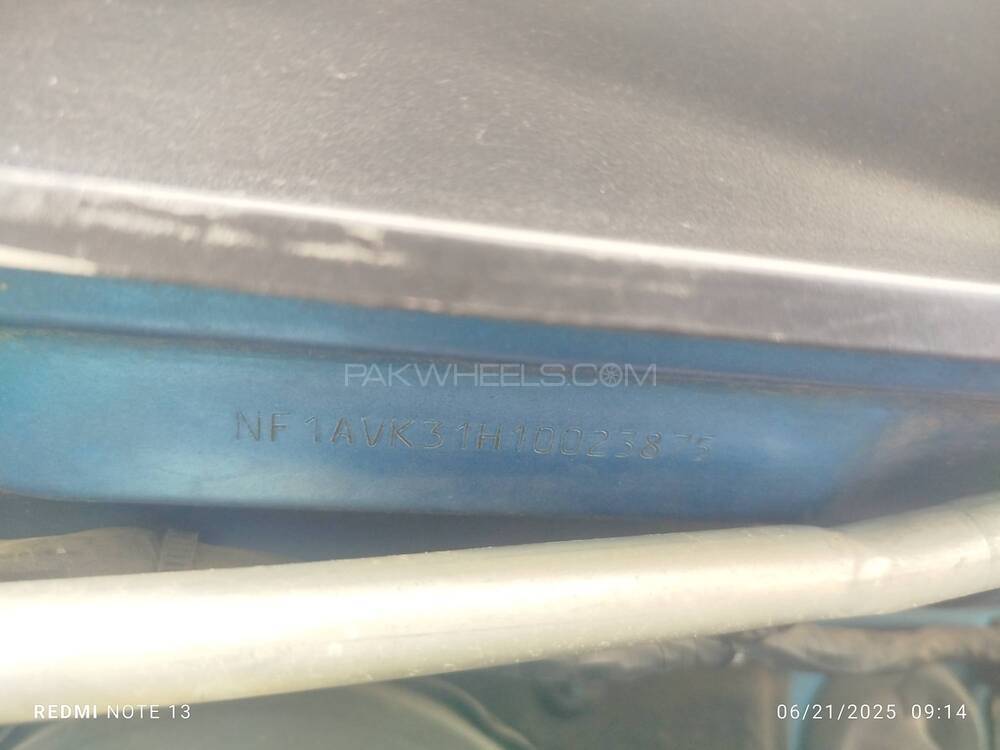 PAKWHEELS.COM
NF1AVK31H10023875
REDMI NOTE 13
06/21/2025 09:14